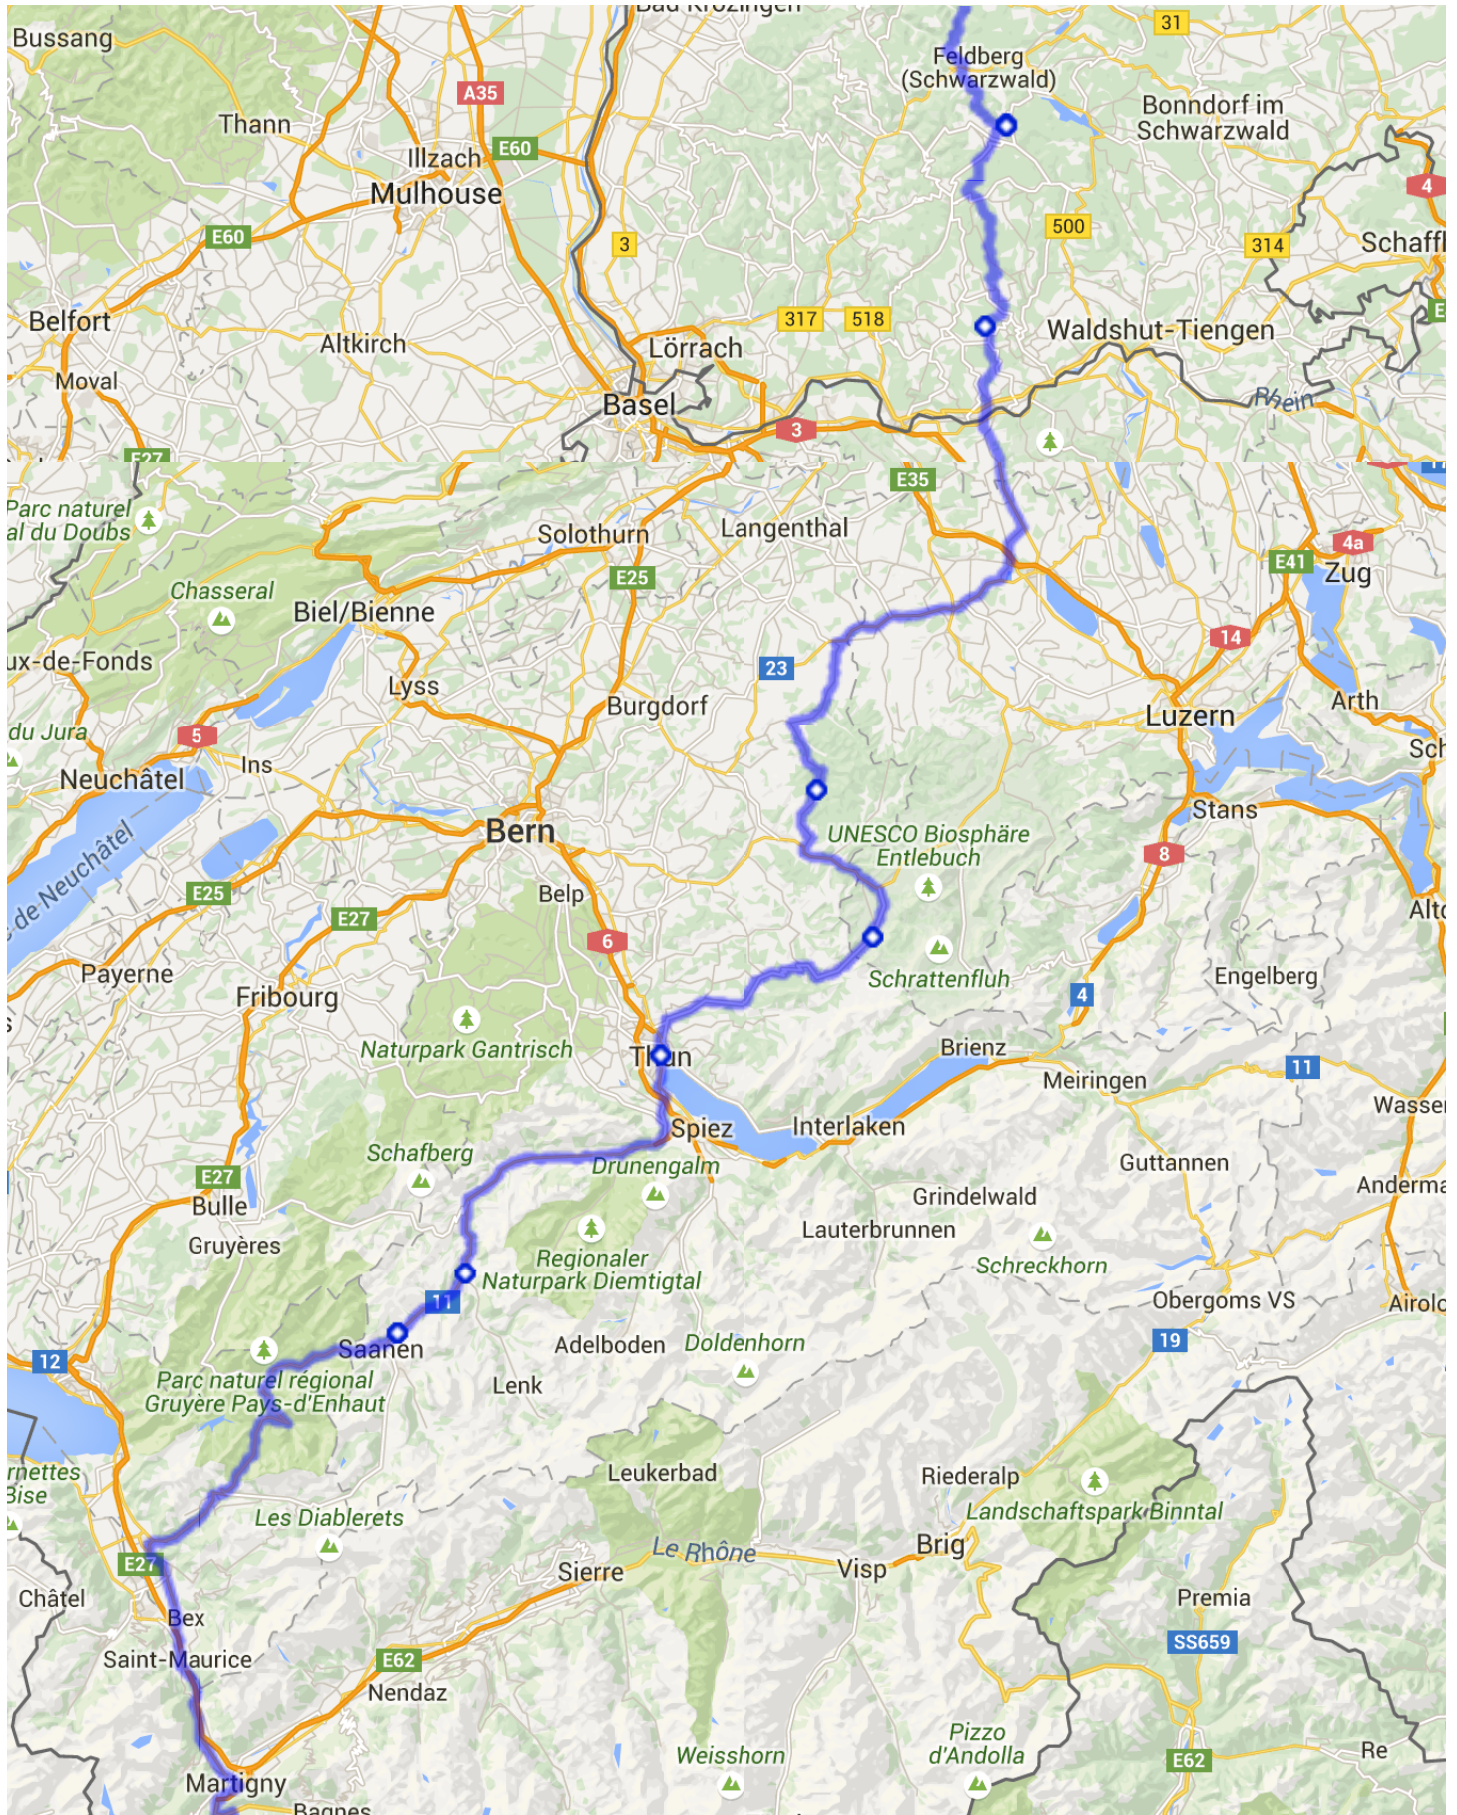 Bad Krozingen
Bussang
31
Feldberg
(Schwarzwald)
A35
Bonndorf im
Schwarzwald
Thann
Illzach
E60
Mulhouse
4
E60
3
500
314
Schaffl
Belfort
317
518
Waldshut-Tiengen
E
Altkirch
Lörrach
Moval
Basel
Rhein
3
E27
Parc naturel
al du Doubs
Solothurn
Langenthal
E35
4a
E41
Zug
Chasseral
E25
Biel/Bienne
14
ux-de-Fonds
23
Lyss
Burgdorf
Arth
Luzern
du Jura
5
Ins
Sch
Neuchâtel
Stans
Bern
UNESCO Biosphäre
Entlebuch
8
de Neuchâtel
E25
Belp
E27
Altd
6
Payerne
Schrattenfluh
Engelberg
Fribourg
4
Naturpark Gantrisch
Thun
Brienz
11
Meiringen
Wasser
Spiez
Interlaken
Schafberg
Drunengalm
Guttannen
E27
Bulle
Grindelwald
Anderma
Gruyères
Lauterbrunnen
Regionaler
Naturpark Diemtigtal
Schreckhorn
11
Obergoms VS
Airolo
Saanen
Adelboden
Doldenhorn
19
12
Parc naturel régional
Gruyère Pays-d'Enhaut
Lenk
rnettes
Bise
Leukerbad
Riederalp
Landschaftspark Binntal
Les Diablerets
Le Rhône
Brig
E27
Sierre
Visp
Châtel
Premia
Bex
SS659
Saint-Maurice
E62
Nendaz
Pizzo
d'Andolla
Weisshorn
Re
E62
Martigny
Bagnes